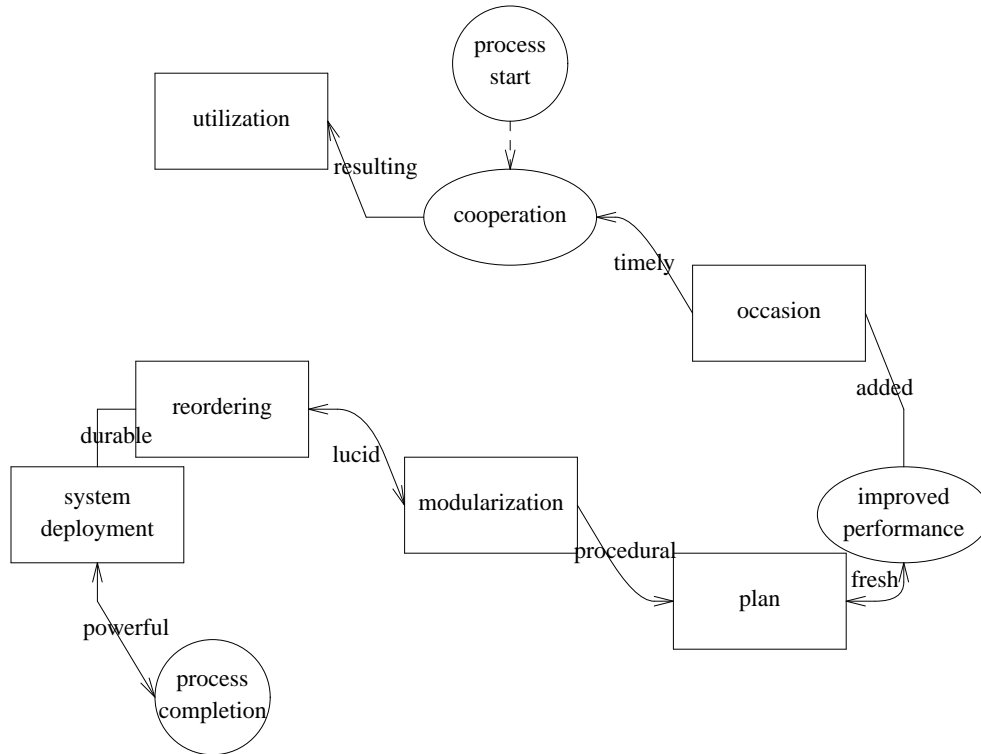 process
start
utilization
resulting
cooperation
timely
occasion
added
reordering
durable
lucid
system
deployment
modularization
improved
performance
procedural
fresh
plan
powerful
process
completion